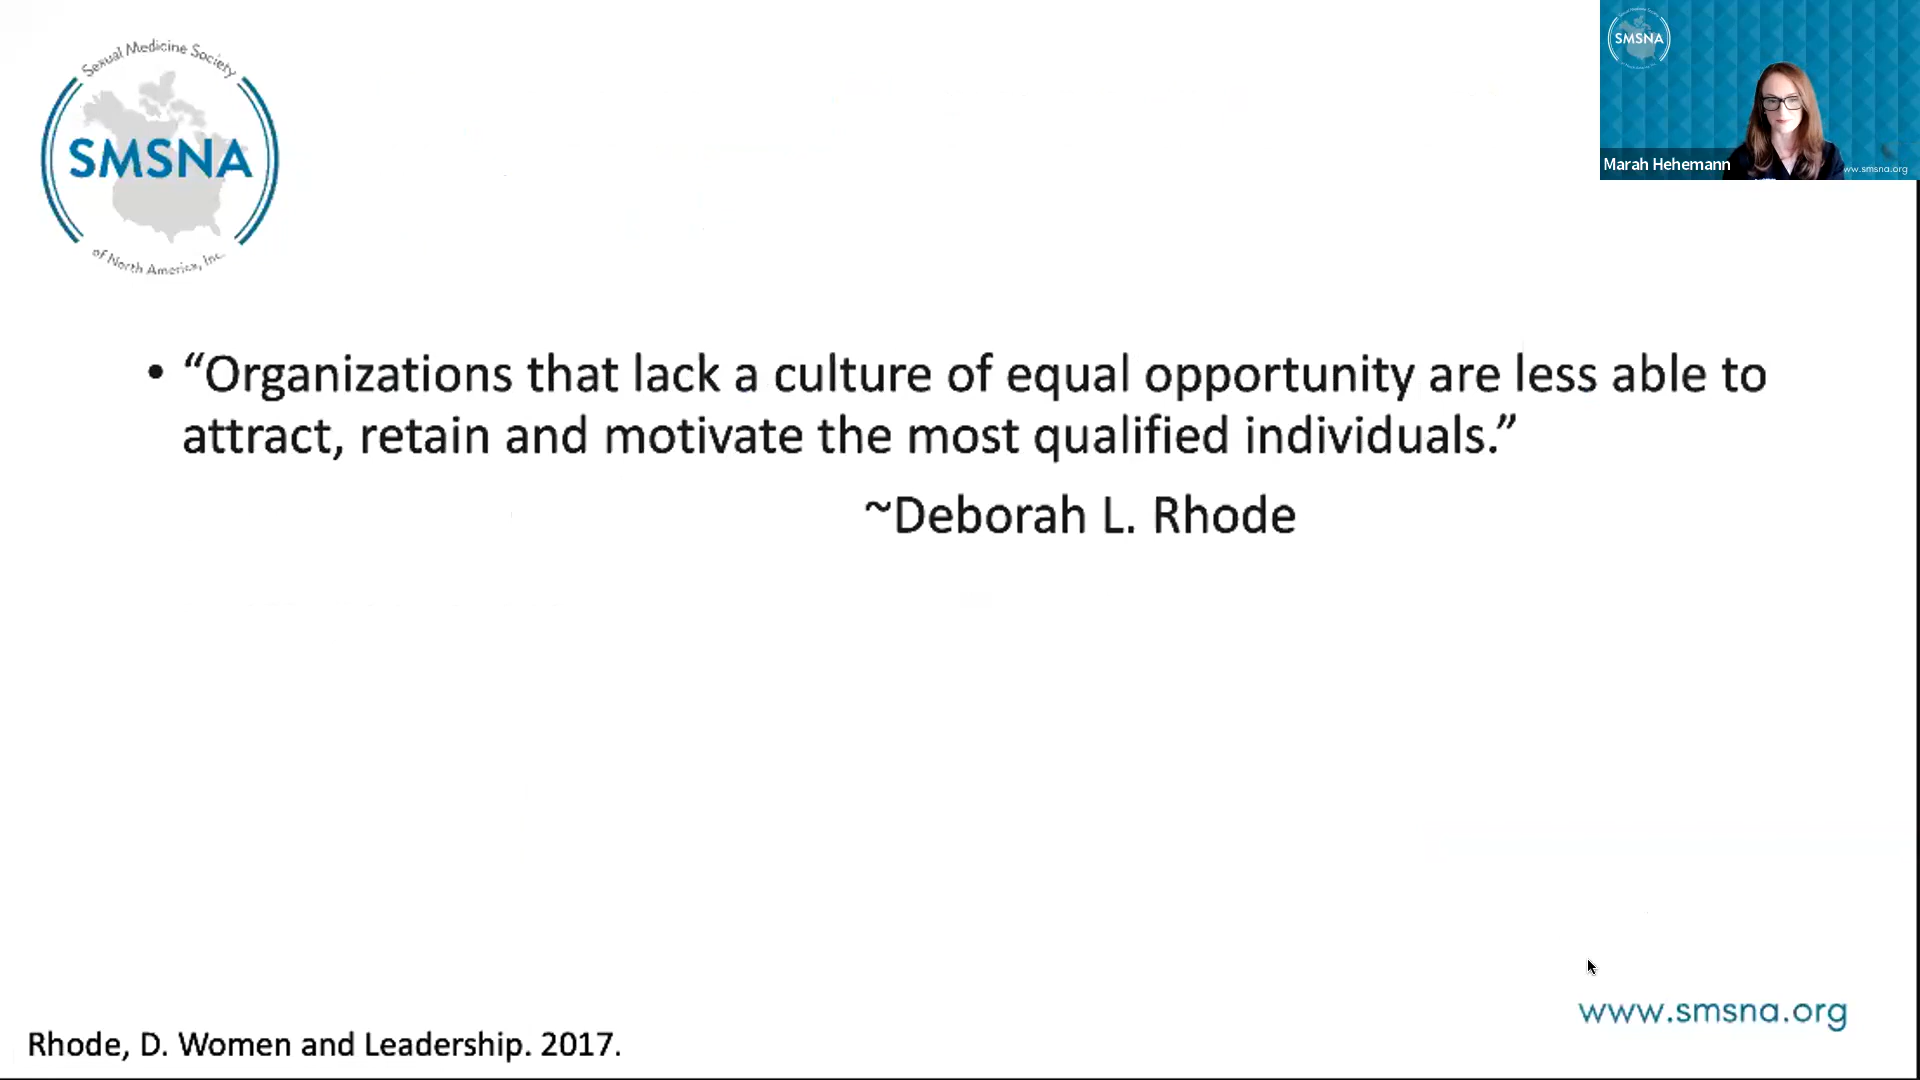 Sexual Medicine Society
SMSNA
of North America, Inc.
SMSNA
Marah Hehemann
ww.smsna.org
• “Organizations that lack a culture of equal opportunity are less able to
attract, retain and motivate the most qualified individuals.”
~Deborah L. Rhode
www.smsna.org
Rhode, D. Women and Leadership. 2017.